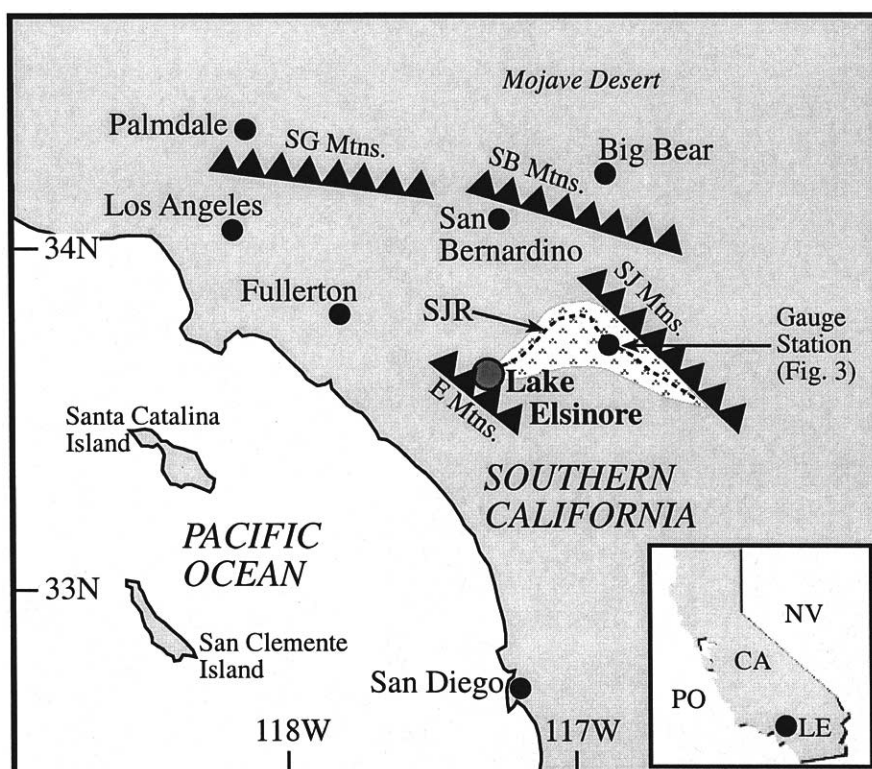 Mojave Desert
Palmdale
SG Mtns.
SB Mtns.
Big Bear
Los Angeles
San
Bernardino
34N
Fullerton
SJR
SJ Mtns.
Gauge
Station
(Fig. 3)
E Mtns.
Lake
Elsinore
Santa Catalina
Island
SOUTHERN
CALIFORNIA
PACIFIC
OCEAN
33N
San Clemente
Island
San Diego
118W
117W
NV
CA
PO
LE